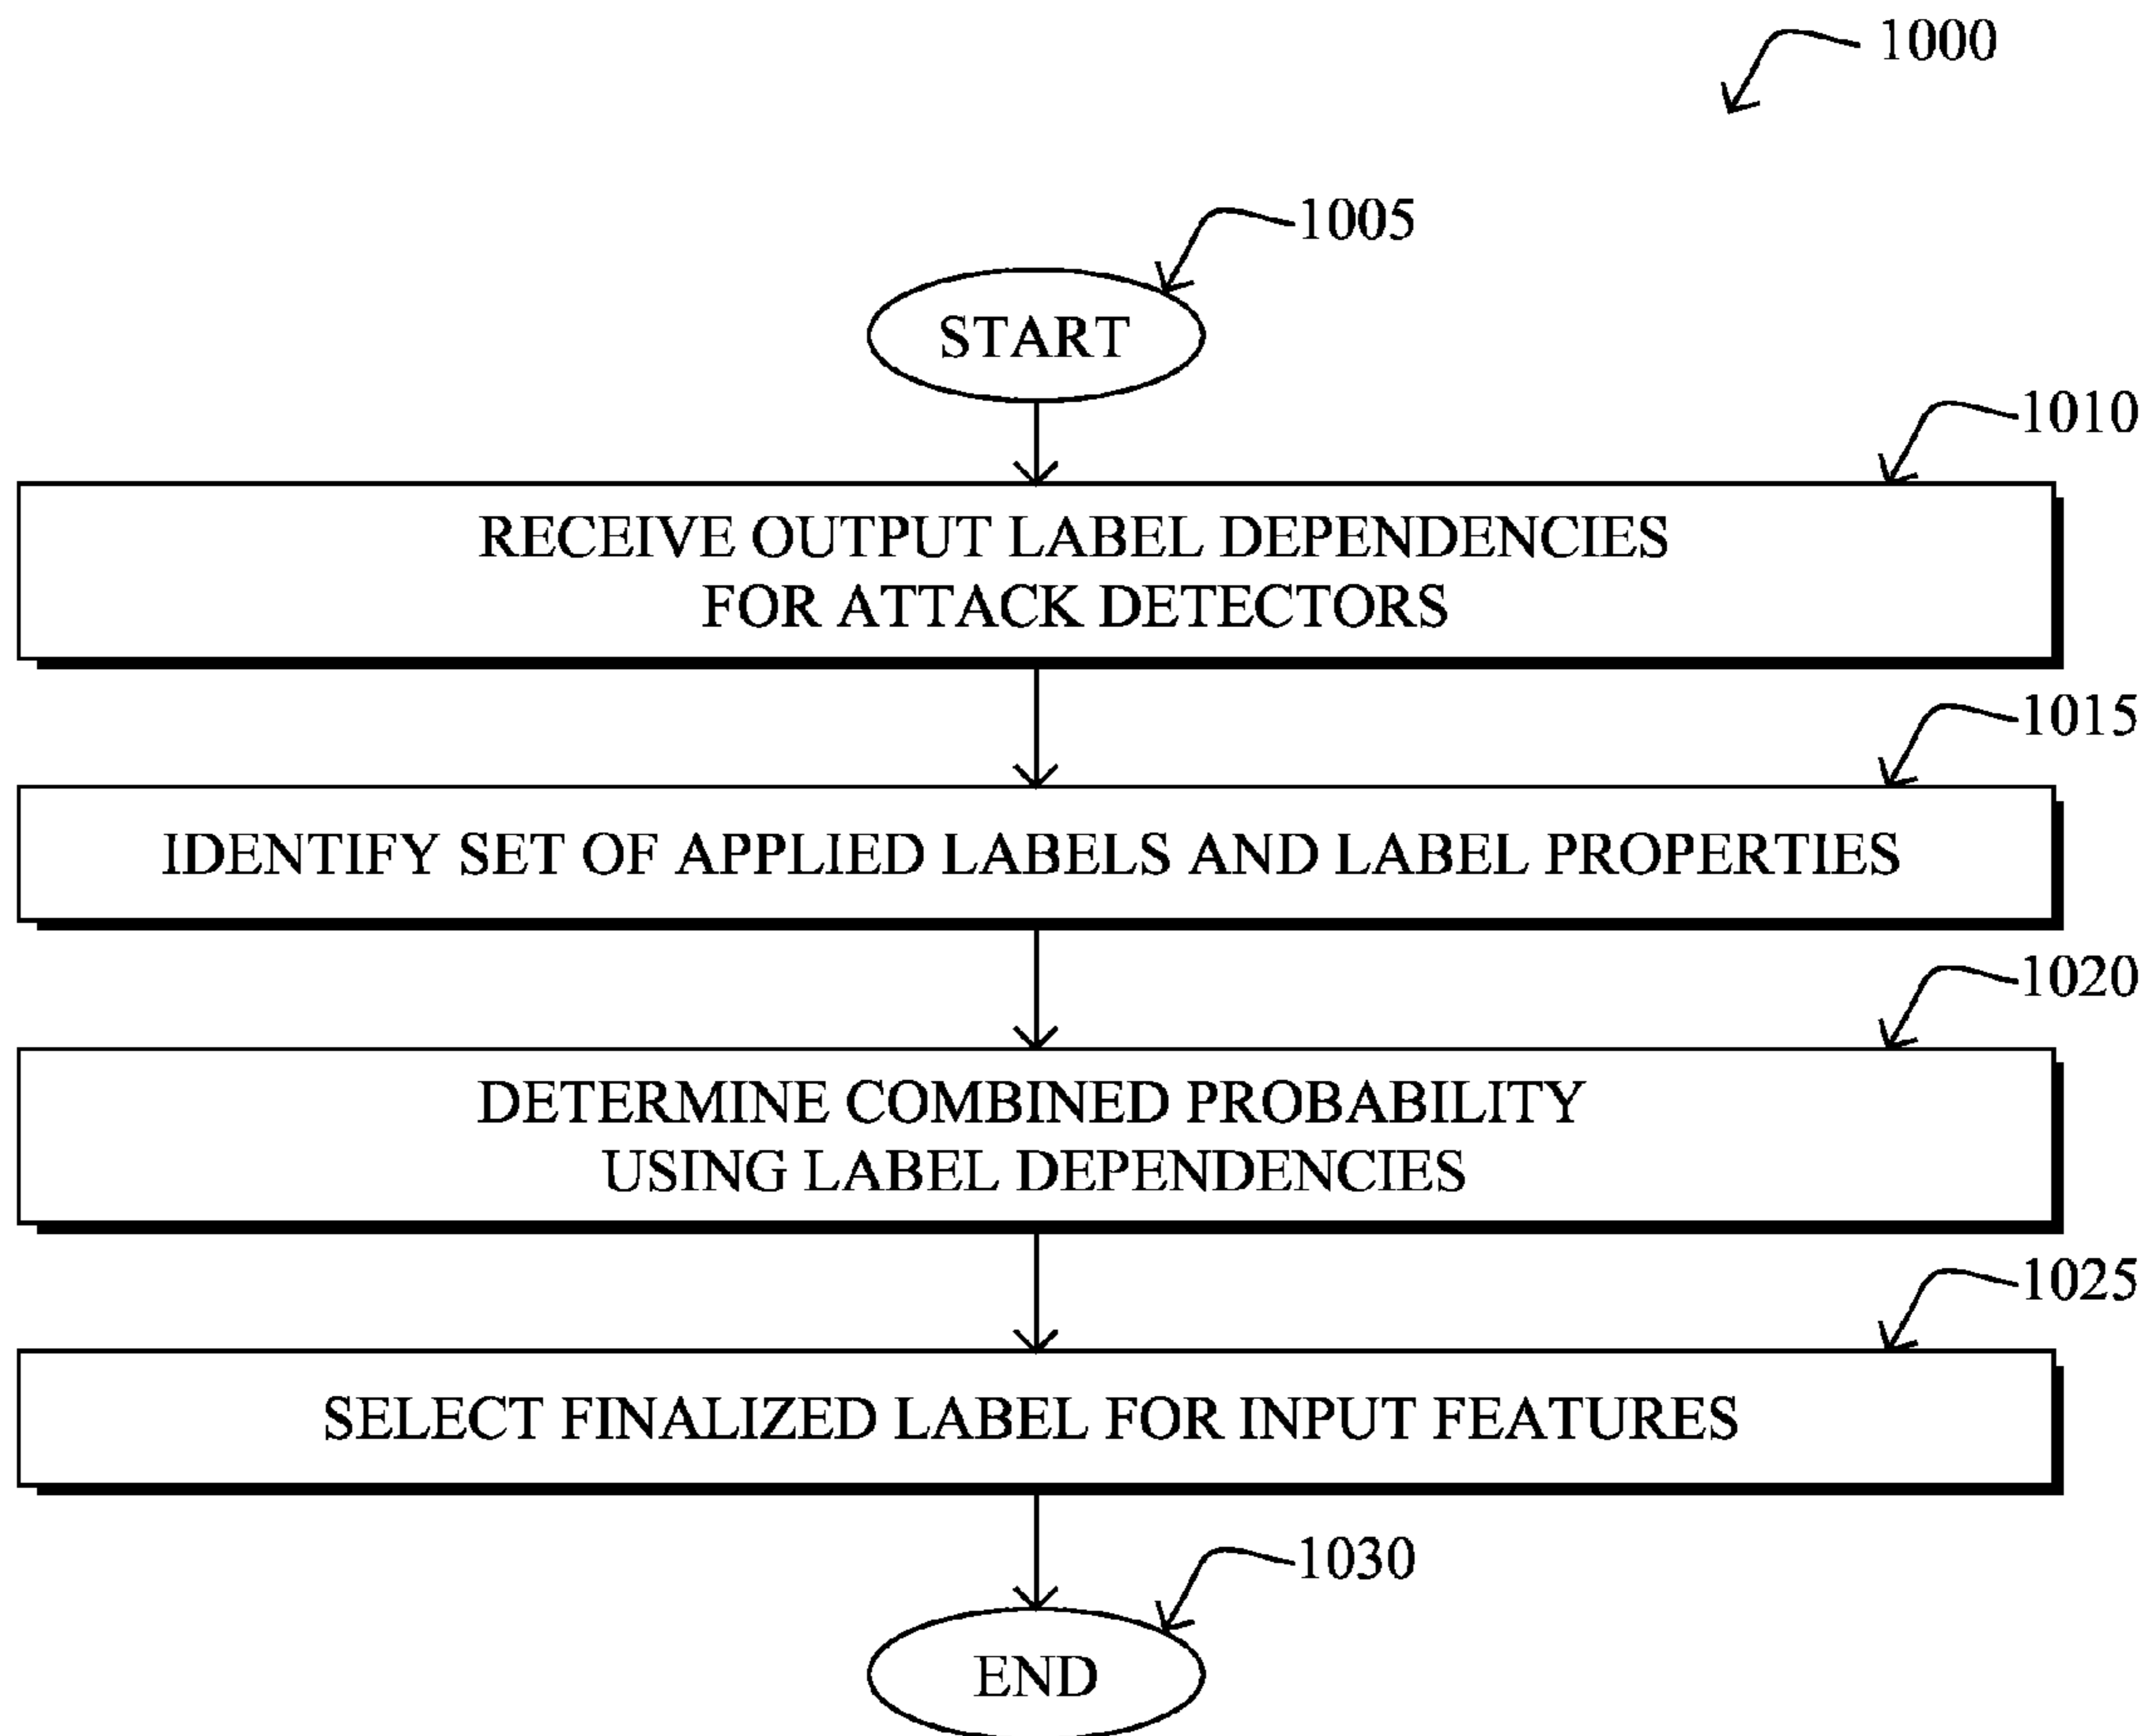 1000
1005
START
1010
RECEIVE OUTPUT LABEL DEPENDENCIES
FOR ATTACK DETECTORS
1015
IDENTIFY SET OF APPLIED LABELS AND LABEL PROPERTIES
1020
DETERMINE COMBINED PROBABILITY
USING LABEL DEPENDENCIES
1025
SELECT FINALIZED LABEL FOR INPUT FEATURES
1030
END